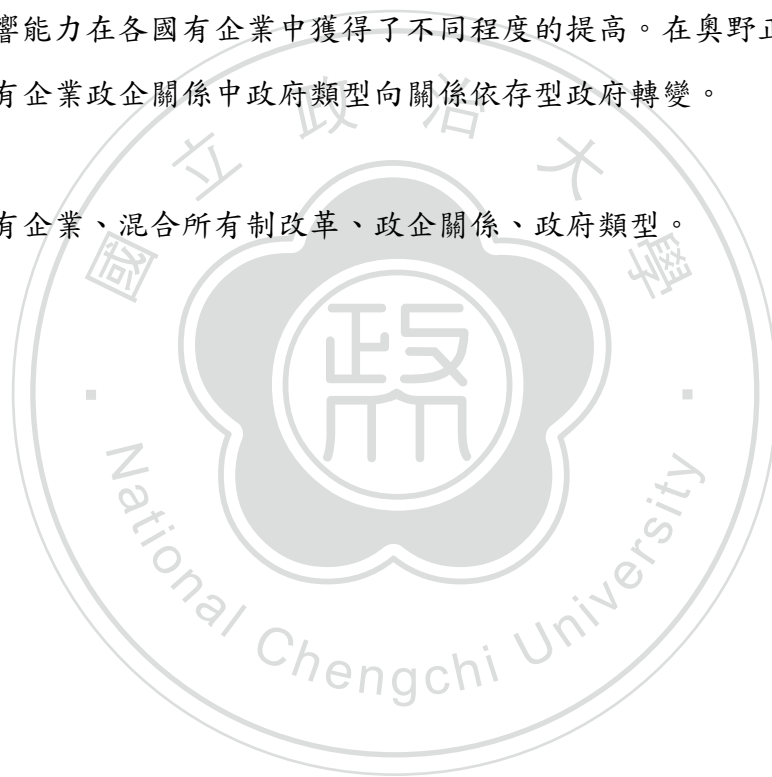 響能力在各國有企業中獲得了不同程度的提高。在奧野正
有企業政企關係中政府類型向關係依存型政府轉變。
有企業、混合所有制改革、政企關係、政府類型。
國立政治大學
政
National Chengchi University